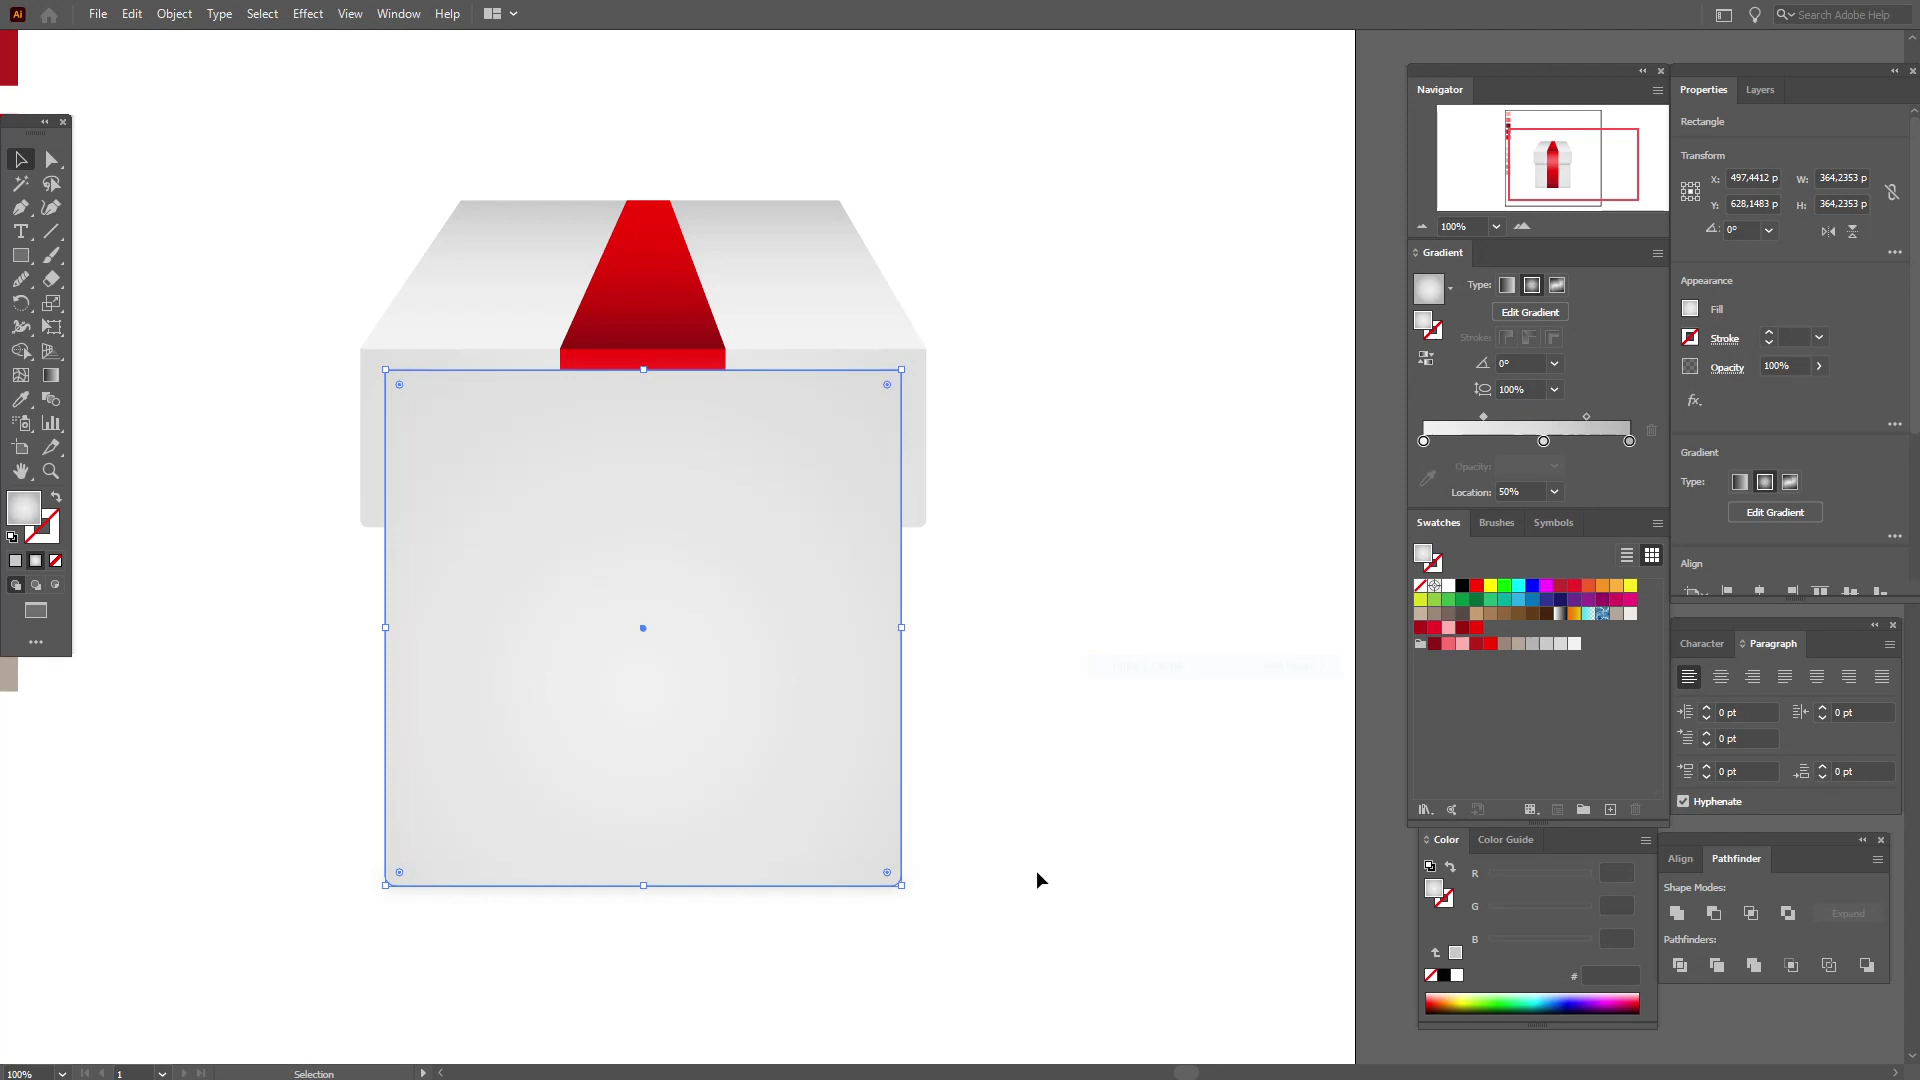 Ai File Edit Object Type Select Effect View Window Help Search Adobe Help
Navigator
100%
Gradient
Type:
Edit Gradient
Stroke:
0°
100%
Opacity:
Location: 50%
Swatches Brushes Symbols
Color Color Guide
R
G
B
#
Properties Layers
Rectangle
Transform
X: 497,4412 p W: 364,2353 p
Y: 628,1483 p H: 364,2353 p
0°
Appearance
Fill
Stroke
Opacity 100%
fx.
Gradient
Type:
Edit Gradient
Align
Character Paragraph
0 pt 0 pt
0 pt
0 pt 0 pt
Hyphenate
Align Pathfinder
Shape Modes:
Expand
Pathfinders:
100% 1 Selection